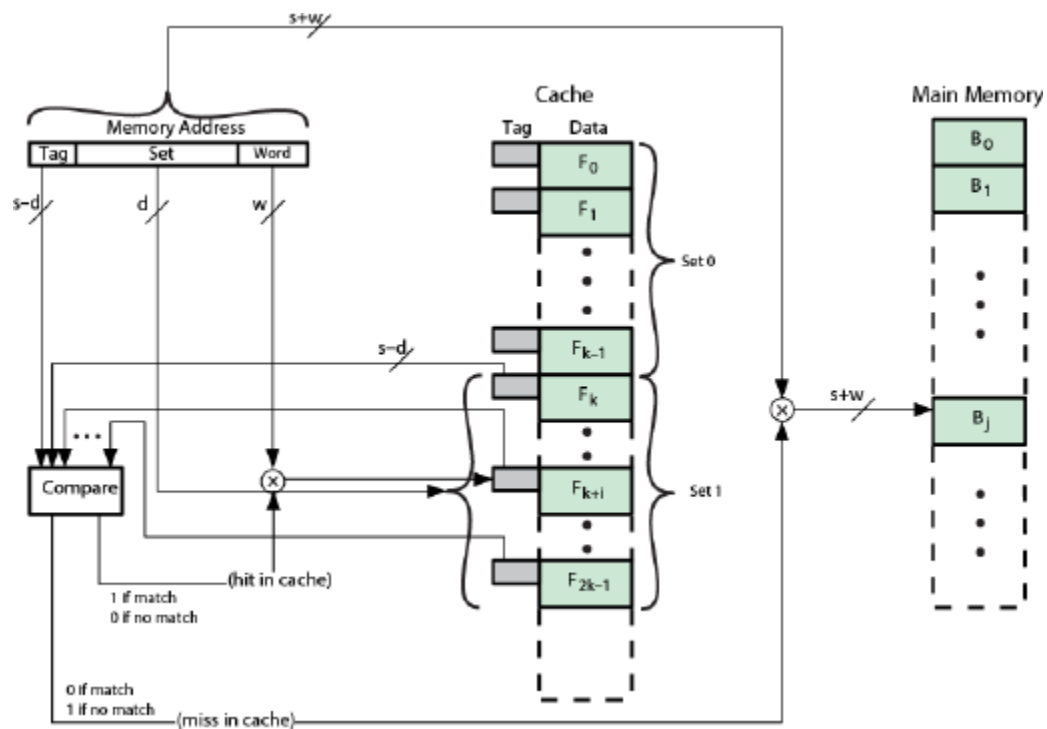 s+w
Cache
Main Memory
Memory Address
Tag Data
Tag Set Word
B0
F0
B1
s–d d w
F1
Set 0
s–d
Fk–1
Fk
s+w
Bj
Compare
Fk+i
Set 1
(hit in cache)
F2k–1
1 if match
0 if no match
0 if match
1 if no match
(miss in cache)